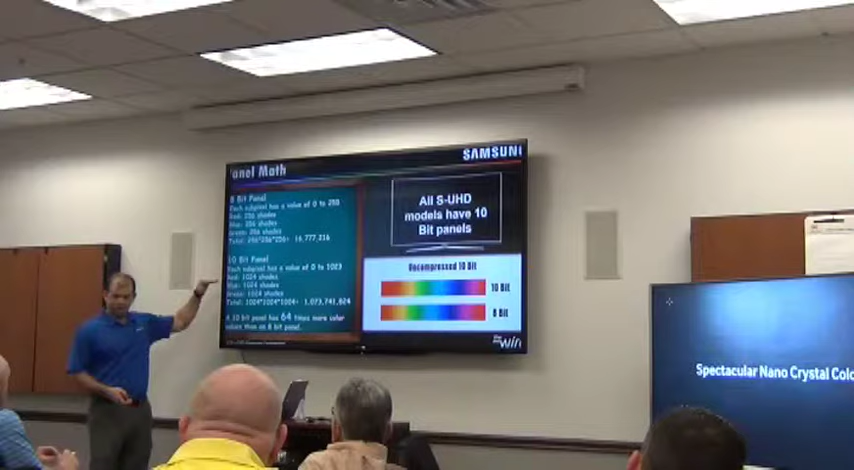 anel Math
SAMSUN
8 Bit Panel
Each subpixel has a value of 0 to 255
Red: 256 shades
Blue: 256 shades
Green: 256 shades
Total: 256*256*256= 16,777,216
10 Bit Panel
Each subpixel has a value of 0 to 1023
Red: 1024 shades
Blue: 1024 shades
Green: 1024 shades
Total: 1024*1024*1024= 1,073,741,824
A 10 bit panel has 64 times more color
values than an 8 bit panel.
All S-UHD
models have 10
Bit panels
Uncompressed 10 Bit
10 Bit
8 Bit
win
Spectacular Nano Crystal Colo